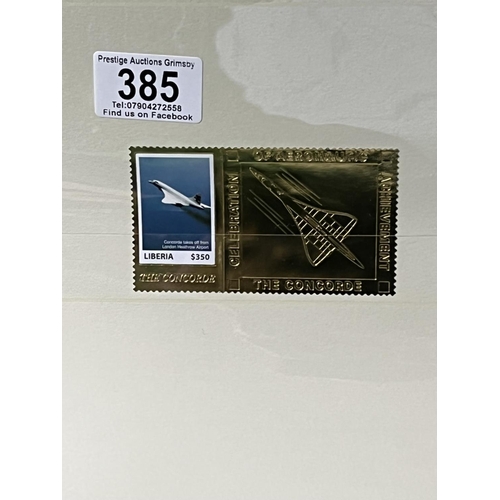 Prestige Auctions Grimsby
385
Tel:07904272558
Find us on Facebook
Concorde takes off from
London Heathrow Airport
LIBERIA $350
THE CONCORDE
CELEBRATION
OF AERONAUTIC
ACHIEVEMENT
THE CONCORDE